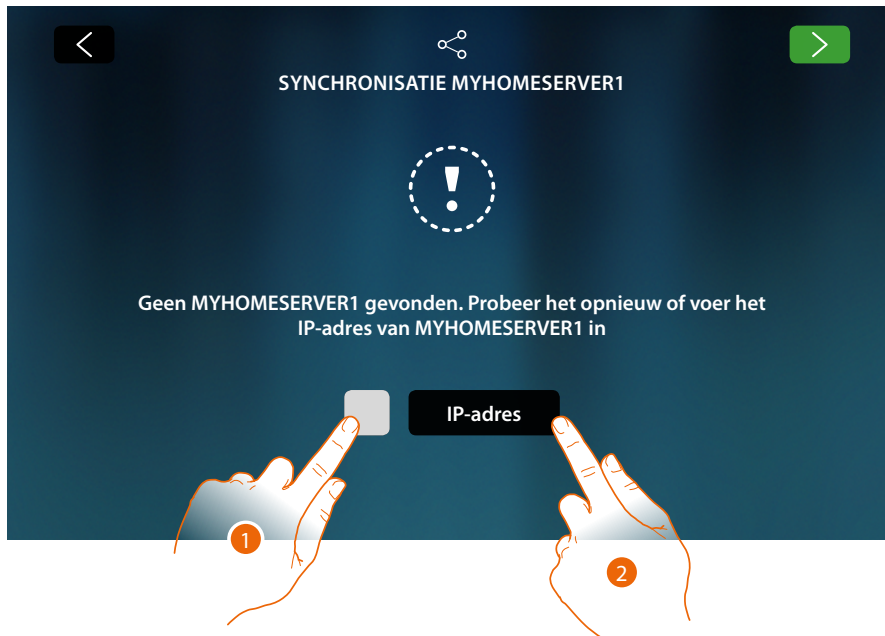 SYNCHRONISATIE MYHOMESERVER1
Geen MYHOMESERVER1 gevonden. Probeer het opnieuw of voer het
IP-adres van MYHOMESERVER1 in
IP-adres
1
2